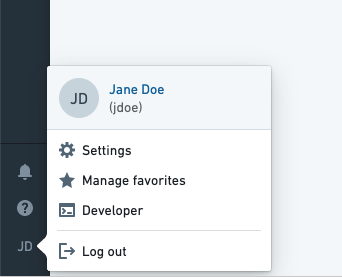 JD
Jane Doe
(jdoe)
Settings
Manage favorites
Developer
Log out
?
JD